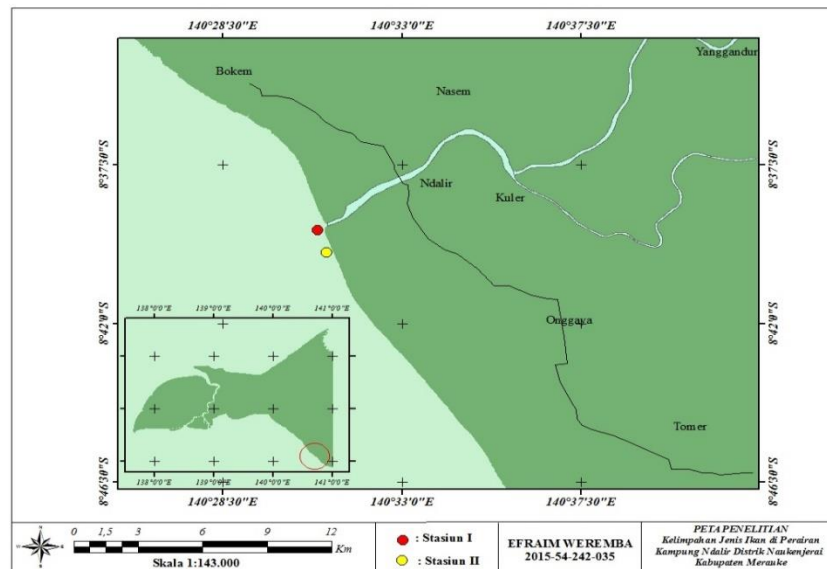 140°28'30"E 140°33'0"E 140°37'30"E
Yanggandur
Bokem
Nasem
8°37'30"S 8°37'30"S
Ndalir
Kuler
138°0'0"E 139°0'0"E 140°0'0"E 141°0'0"E
8°42'0"S 8°42'0"S
Onggaya
Tomer
138°0'0"E 139°0'0"E 140°0'0"E 141°0'0"E
8°46'30"S 8°46'30"S
140°28'30"E 140°33'0"E 140°37'30"E
N
0 1,5 3 6 9 12
Km
Skala 1:143.000
: Stasiun I
: Stasiun II
EFRAIM WEREMBA
2015-54-242-035
PETA PENELITIAN
Kelimpahan Jenis Ikan di Perairan
Kampung Ndalir Distrik Naukenjerai
Kabupaten Merauke